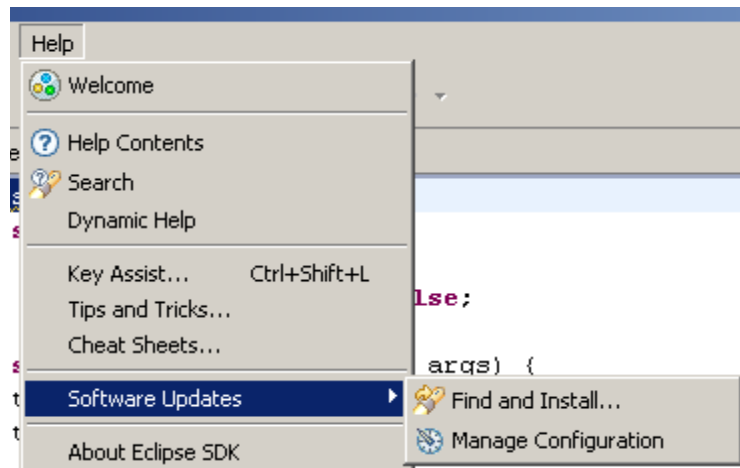 Help
Welcome
Help Contents
Search
Dynamic Help
Key Assist... Ctrl+Shift+L
lse;
Tips and Tricks...
Cheat Sheets...
args) {
Software Updates
Find and Install...
Manage Configuration
About Eclipse SDK